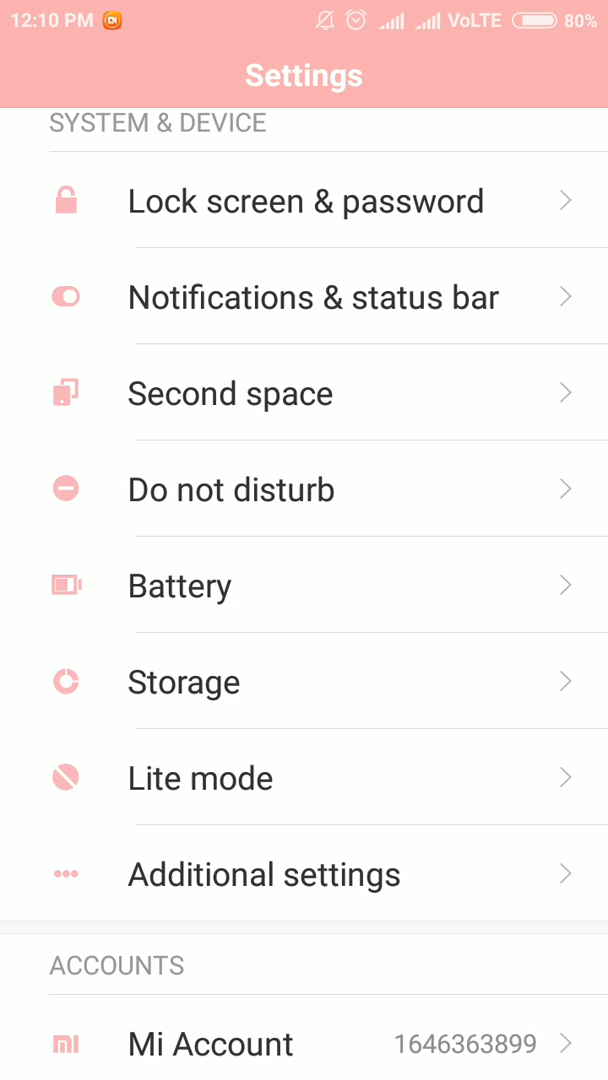 12:10 PM VoLTE 80%
Settings
SYSTEM & DEVICE
Lock screen & password
Notifications & status bar
Second space
Do not disturb
Battery
Storage
Lite mode
Additional settings
ACCOUNTS
Mi Account 1646363899